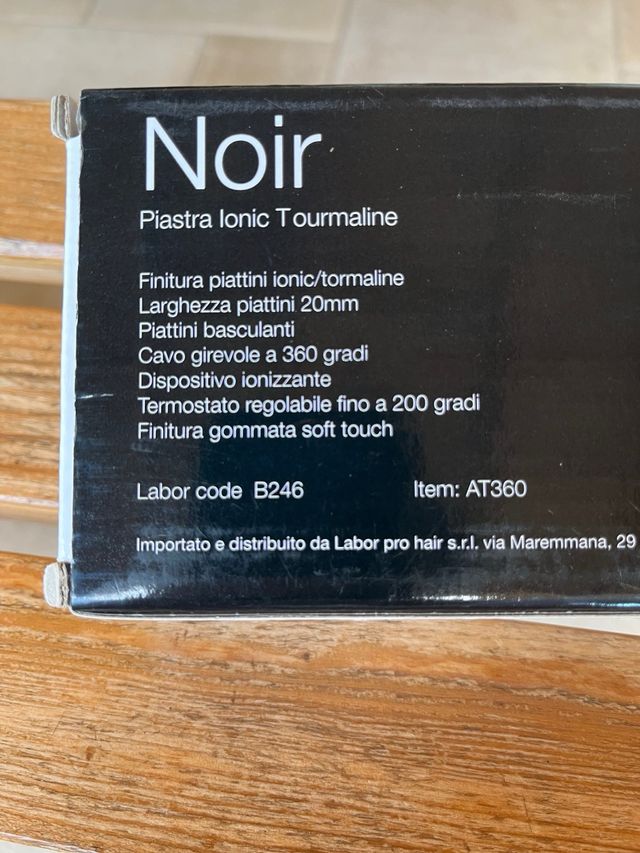 Noir
Piastra Ionic Tourmaline
Finitura piattini ionic/tormaline
Larghezza piattini 20mm
Piattini basculanti
Cavo girevole a 360 gradi
Dispositivo ionizzante
Termostato regolabile fino a 200 gradi
Finitura gommata soft touch
Labor code B246 Item: AT360
Importato e distribuito da Labor pro hair s.r.l. via Maremmana, 29